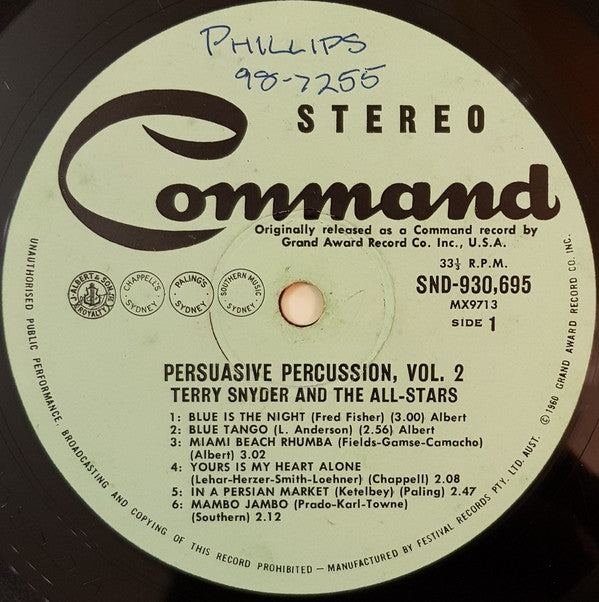 PHILLIPS
98-7255
STEREO
Command
Originally released as a Command record by
Grand Award Record Co. Inc., U.S.A.
33⅓ R.P.M.
SND-930,695
MX9713
SIDE 1
J. ALBERT & SON
ROYALTY
CHAPPELL'S
SYDNEY
PALING'S
SYDNEY
SOUTHERN MUSIC
SYDNEY
PERSUASIVE PERCUSSION, VOL. 2
TERRY SNYDER AND THE ALL-STARS
1: BLUE IS THE NIGHT (Fred Fisher) (3.00) Albert
2: BLUE TANGO (L. Anderson) (2.56) Albert
3: MIAMI BEACH RHUMBA (Fields-Gamse-Camacho)
(Albert) 3.02
4: YOURS IS MY HEART ALONE
(Lehar-Herzer-Smith-Loehner) (Chappell) 2.08
5: IN A PERSIAN MARKET (Ketelbey) (Paling) 2.47
6: MAMBO JAMBO (Prado-Karl-Towne)
(Southern) 2.12
UNAUTHORISED PUBLIC PERFORMANCE, BROADCASTING AND COPYING OF THIS RECORD PROHIBITED — MANUFACTURED BY FESTIVAL RECORDS PTY. LTD. AUST. © 1960 GRAND AWARD RECORD CO. INC.